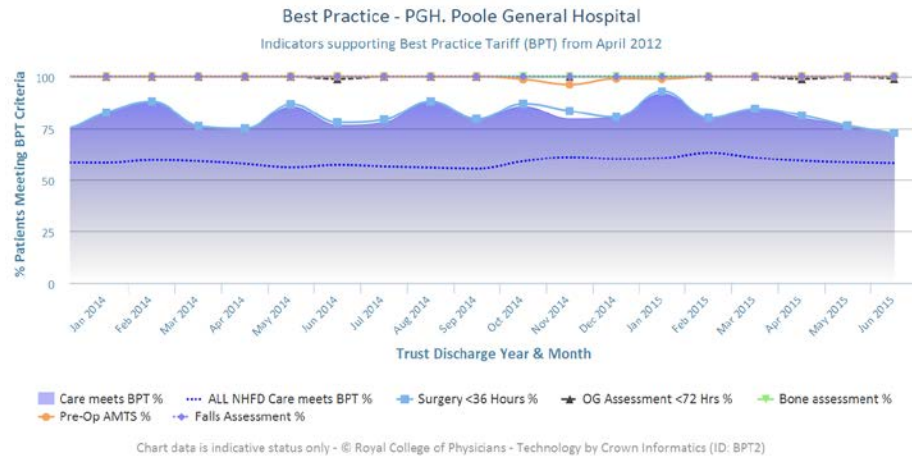 Best Practice - PGH. Poole General Hospital
Indicators supporting Best Practice Tariff (BPT) from April 2012
% Patients Meeting BPT Criteria
100
75
50
25
0
Jan 2014
Feb 2014
Mar 2014
Apr 2014
May 2014
Jun 2014
Jul 2014
Aug 2014
Sep 2014
Oct 2014
Nov 2014
Dec 2014
Jan 2015
Feb 2015
Mar 2015
Apr 2015
May 2015
Jun 2015
Trust Discharge Year & Month
Care meets BPT % ALL NHFD Care meets BPT % Surgery <36 Hours % OG Assessment <72 Hrs % Bone assessment %
Pre-Op AMTS % Falls Assessment %
Chart data is indicative status only - © Royal College of Physicians - Technology by Crown Informatics (ID: BPT2)